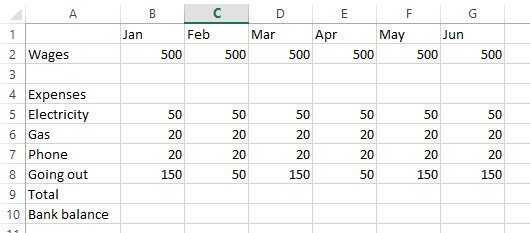 A B C D E F G
1 Jan Feb Mar Apr May Jun
2 Wages 500 500 500 500 500 500
3
4 Expenses
5 Electricity 50 50 50 50 50 50
6 Gas 20 20 20 20 20 20
7 Phone 20 20 20 20 20 20
8 Going out 150 50 150 50 150 150
9 Total
10 Bank balance
11